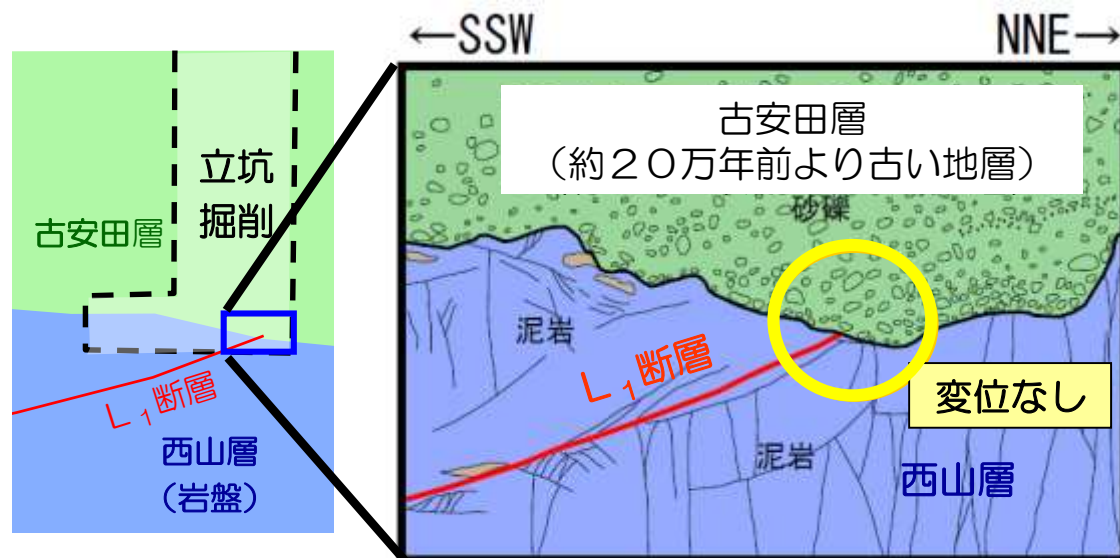 ←SSW
NNE→
古安田層
（約２０万年前より古い地層）
砂礫
立坑
掘削
古安田層
泥岩
L₁断層
変位なし
L₁断層
泥岩
西山層
西山層
（岩盤）